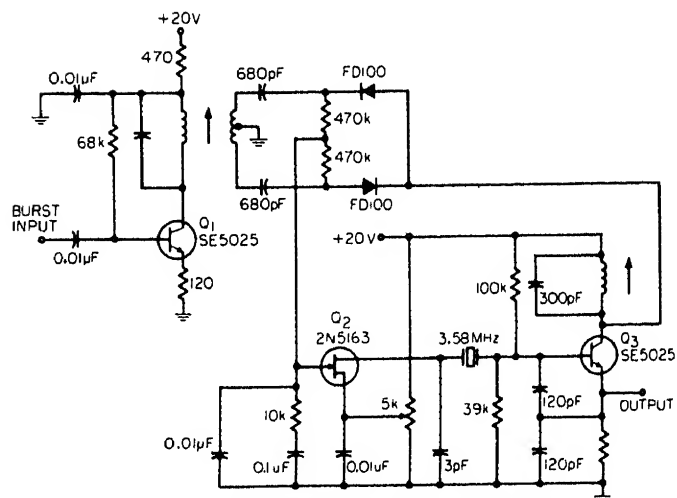 +20V
470
0.01µF
680pF
FD100
470k
68k
470k
680pF
FD100
BURST
INPUT
Q1
SE5025
0.01µF
+20V
120
100k
300pF
Q2
2N5163
3.58MHz
Q3
SE5025
5k
10k
39k
120pF
OUTPUT
0.01µF
0.1uF
0.01uF
3pF
120pF